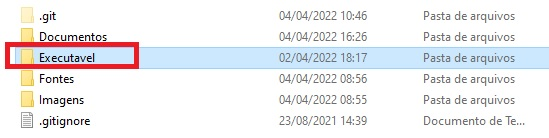 .git 04/04/2022 10:46 Pasta de arquivos
Documentos 04/04/2022 16:26 Pasta de arquivos
Executavel 02/04/2022 18:17 Pasta de arquivos
Fontes 04/04/2022 08:56 Pasta de arquivos
Imagens 04/04/2022 08:55 Pasta de arquivos
.gitignore 23/08/2021 14:39 Documento de Te...